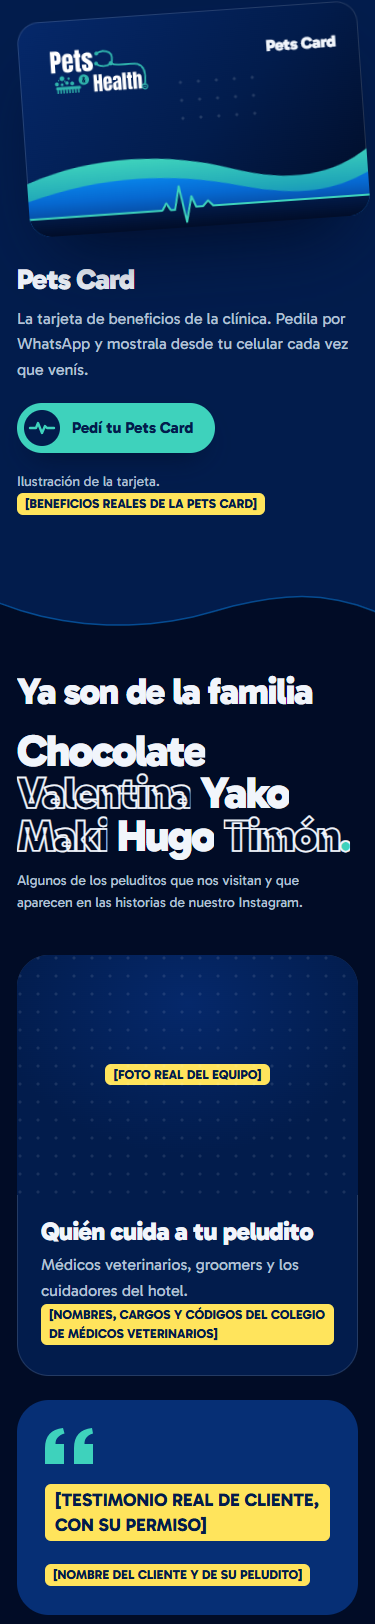 Pets
Health
Pets Card
Pets Card
La tarjeta de beneficios de la clínica. Pedila por
WhatsApp y mostrala desde tu celular cada vez
que venís.
Pedí tu Pets Card
Ilustración de la tarjeta.
[BENEFICIOS REALES DE LA PETS CARD]
Ya son de la familia
Chocolate
Valentina Yako
Maki Hugo Timón.
Algunos de los peluditos que nos visitan y que
aparecen en las historias de nuestro Instagram.
[FOTO REAL DEL EQUIPO]
Quién cuida a tu peludito
Médicos veterinarios, groomers y los
cuidadores del hotel.
[NOMBRES, CARGOS Y CÓDIGOS DEL COLEGIO
DE MÉDICOS VETERINARIOS]
[TESTIMONIO REAL DE CLIENTE,
CON SU PERMISO]
[NOMBRE DEL CLIENTE Y DE SU PELUDITO]